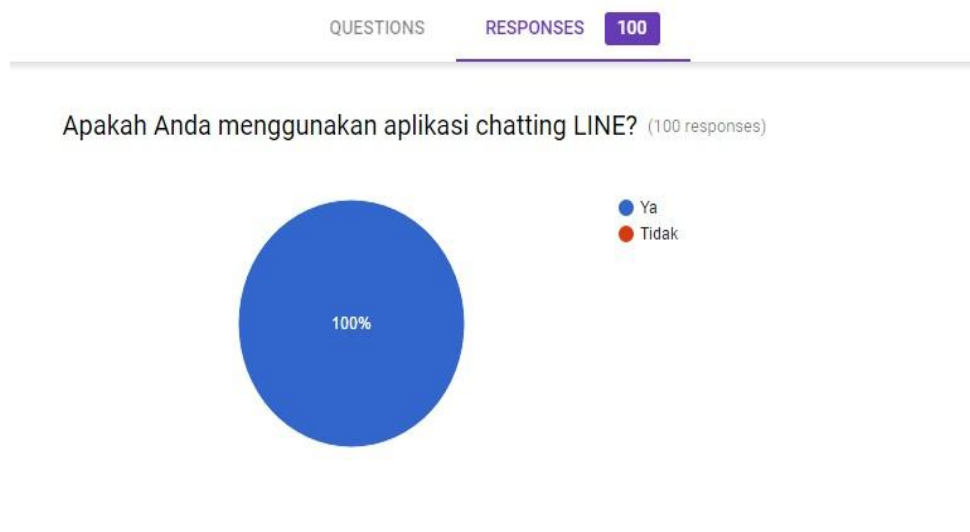 QUESTIONS RESPONSES 100
Apakah Anda menggunakan aplikasi chatting LINE? (100 responses)
Ya
Tidak
100%